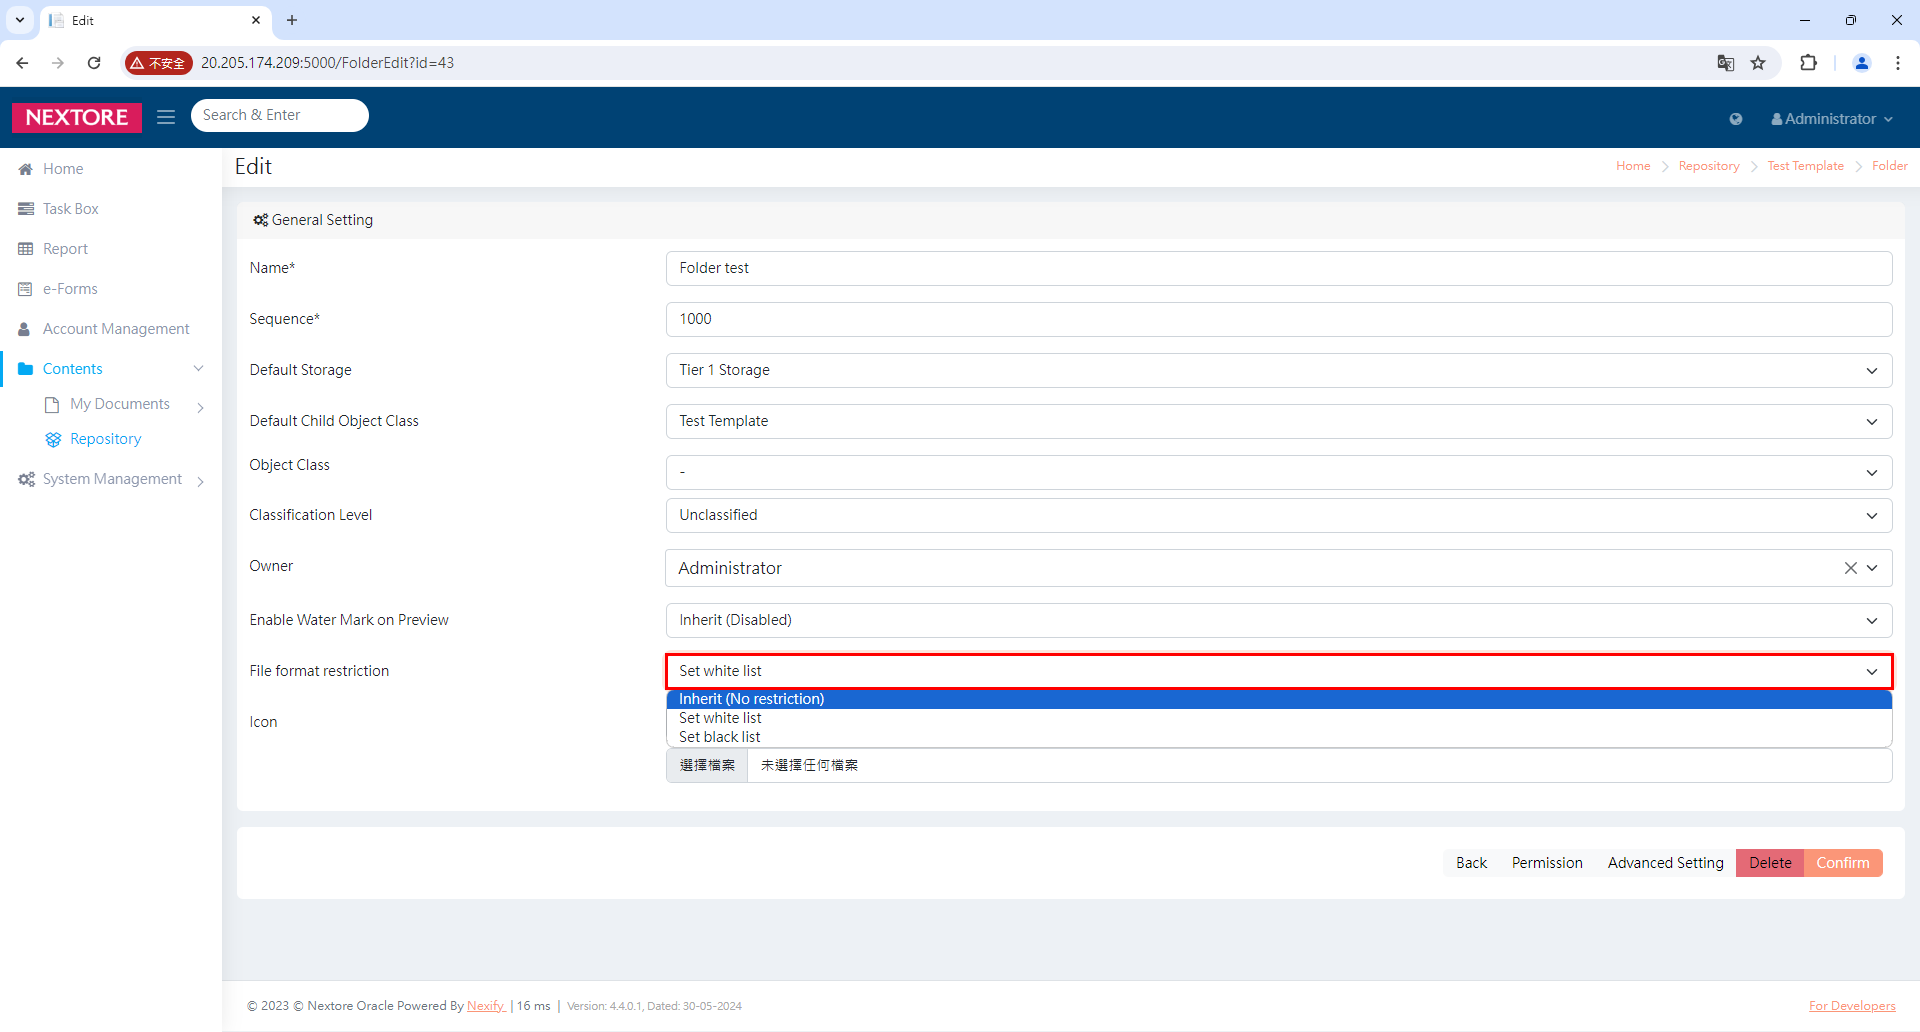 Edit
不安全
20.205.174.209:5000/FolderEdit?id=43
NEXTORE
Search & Enter
Administrator
Home
Task Box
Report
e-Forms
Account Management
Contents
My Documents
Repository
System Management
Edit
Home
Repository
Test Template
Folder
General Setting
Name*
Folder test
Sequence*
1000
Default Storage
Tier 1 Storage
Default Child Object Class
Test Template
Object Class
-
Classification Level
Unclassified
Owner
Administrator
Enable Water Mark on Preview
Inherit (Disabled)
File format restriction
Set white list
Inherit (No restriction)
Set white list
Set black list
Icon
選擇檔案
未選擇任何檔案
Back
Permission
Advanced Setting
Delete
Confirm
© 2023 © Nextore Oracle Powered By Nexify | 16 ms | Version: 4.4.0.1, Dated: 30-05-2024
For Developers